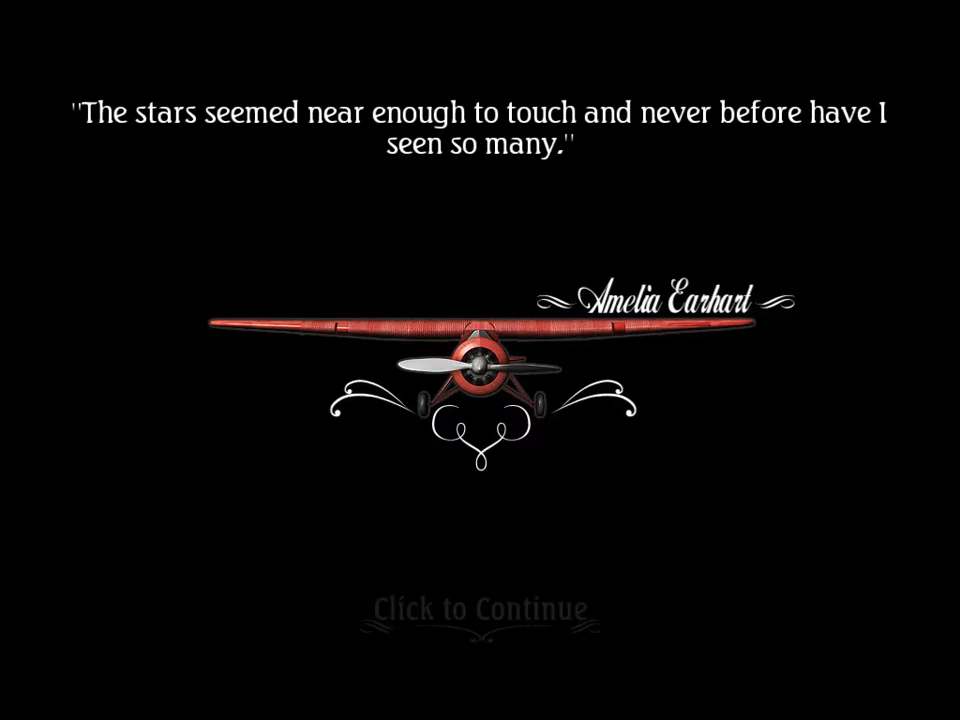 "The stars seemed near enough to touch and never before have I
seen so many."
Amelia Earhart
Click to Continue